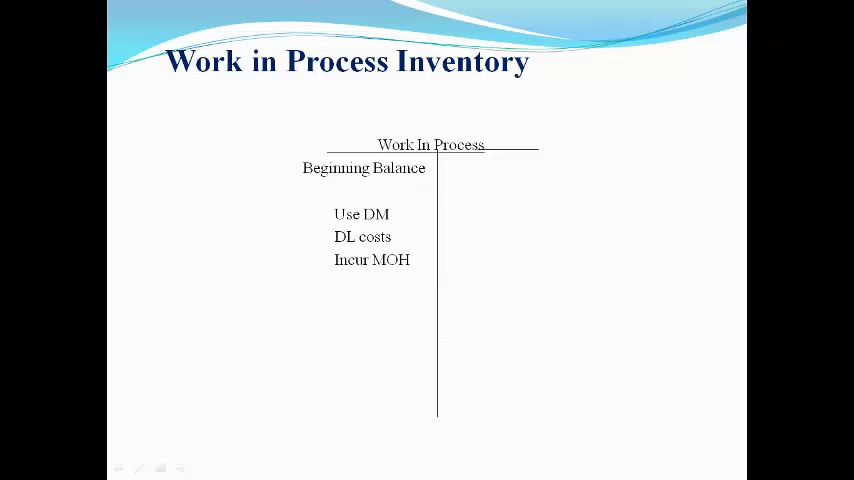 Work in Process Inventory
Work In Process
Beginning Balance
Use DM
DL costs
Incur MOH